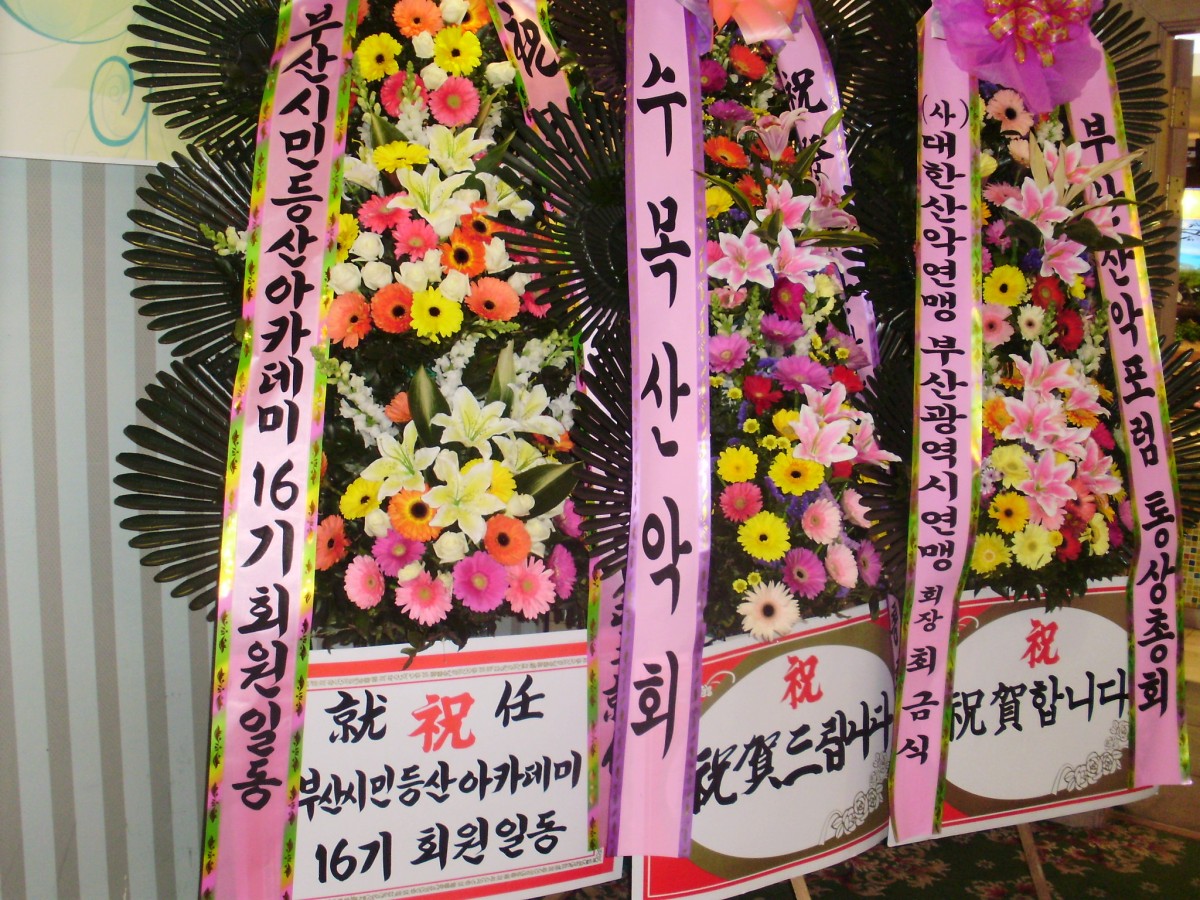 부산시민등산아카데미 16기 회원일동
祝
수목산악회
祝
(사)대한산악연맹 부산광역시연맹 회장 최금식
부산산악포럼 통상총회
就 祝 任
부산시민등산아카데미
16기 회원일동
祝
祝賀드립니다
祝
祝賀합니다